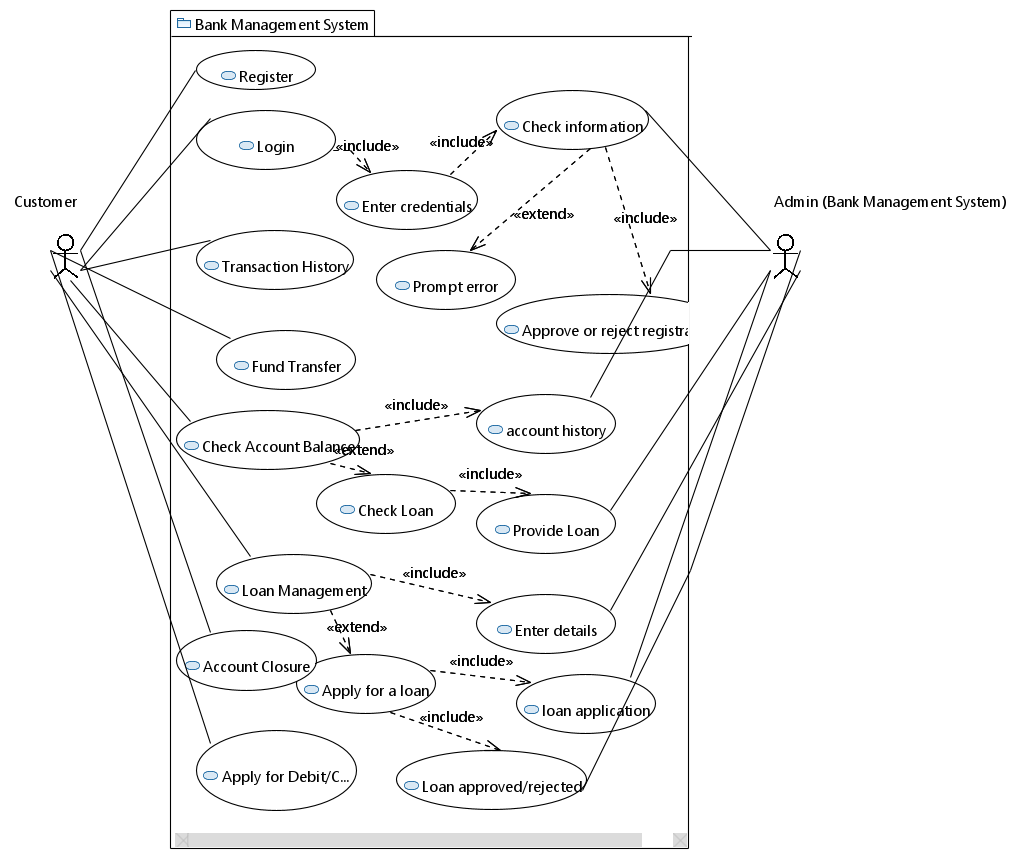 Bank Management System
Register
Check information
«include»
Login
«include»
Enter credentials
Customer
Admin (Bank Management System)
«extend»
«include»
Transaction History
Prompt error
Approve or reject registra
Fund Transfer
«include»
account history
Check Account Balance
«extend»
«include»
Check Loan
Provide Loan
«include»
Loan Management
«extend»
Enter details
«include»
Account Closure
Apply for a loan
loan application
«include»
Apply for Debit/C...
Loan approved/rejected